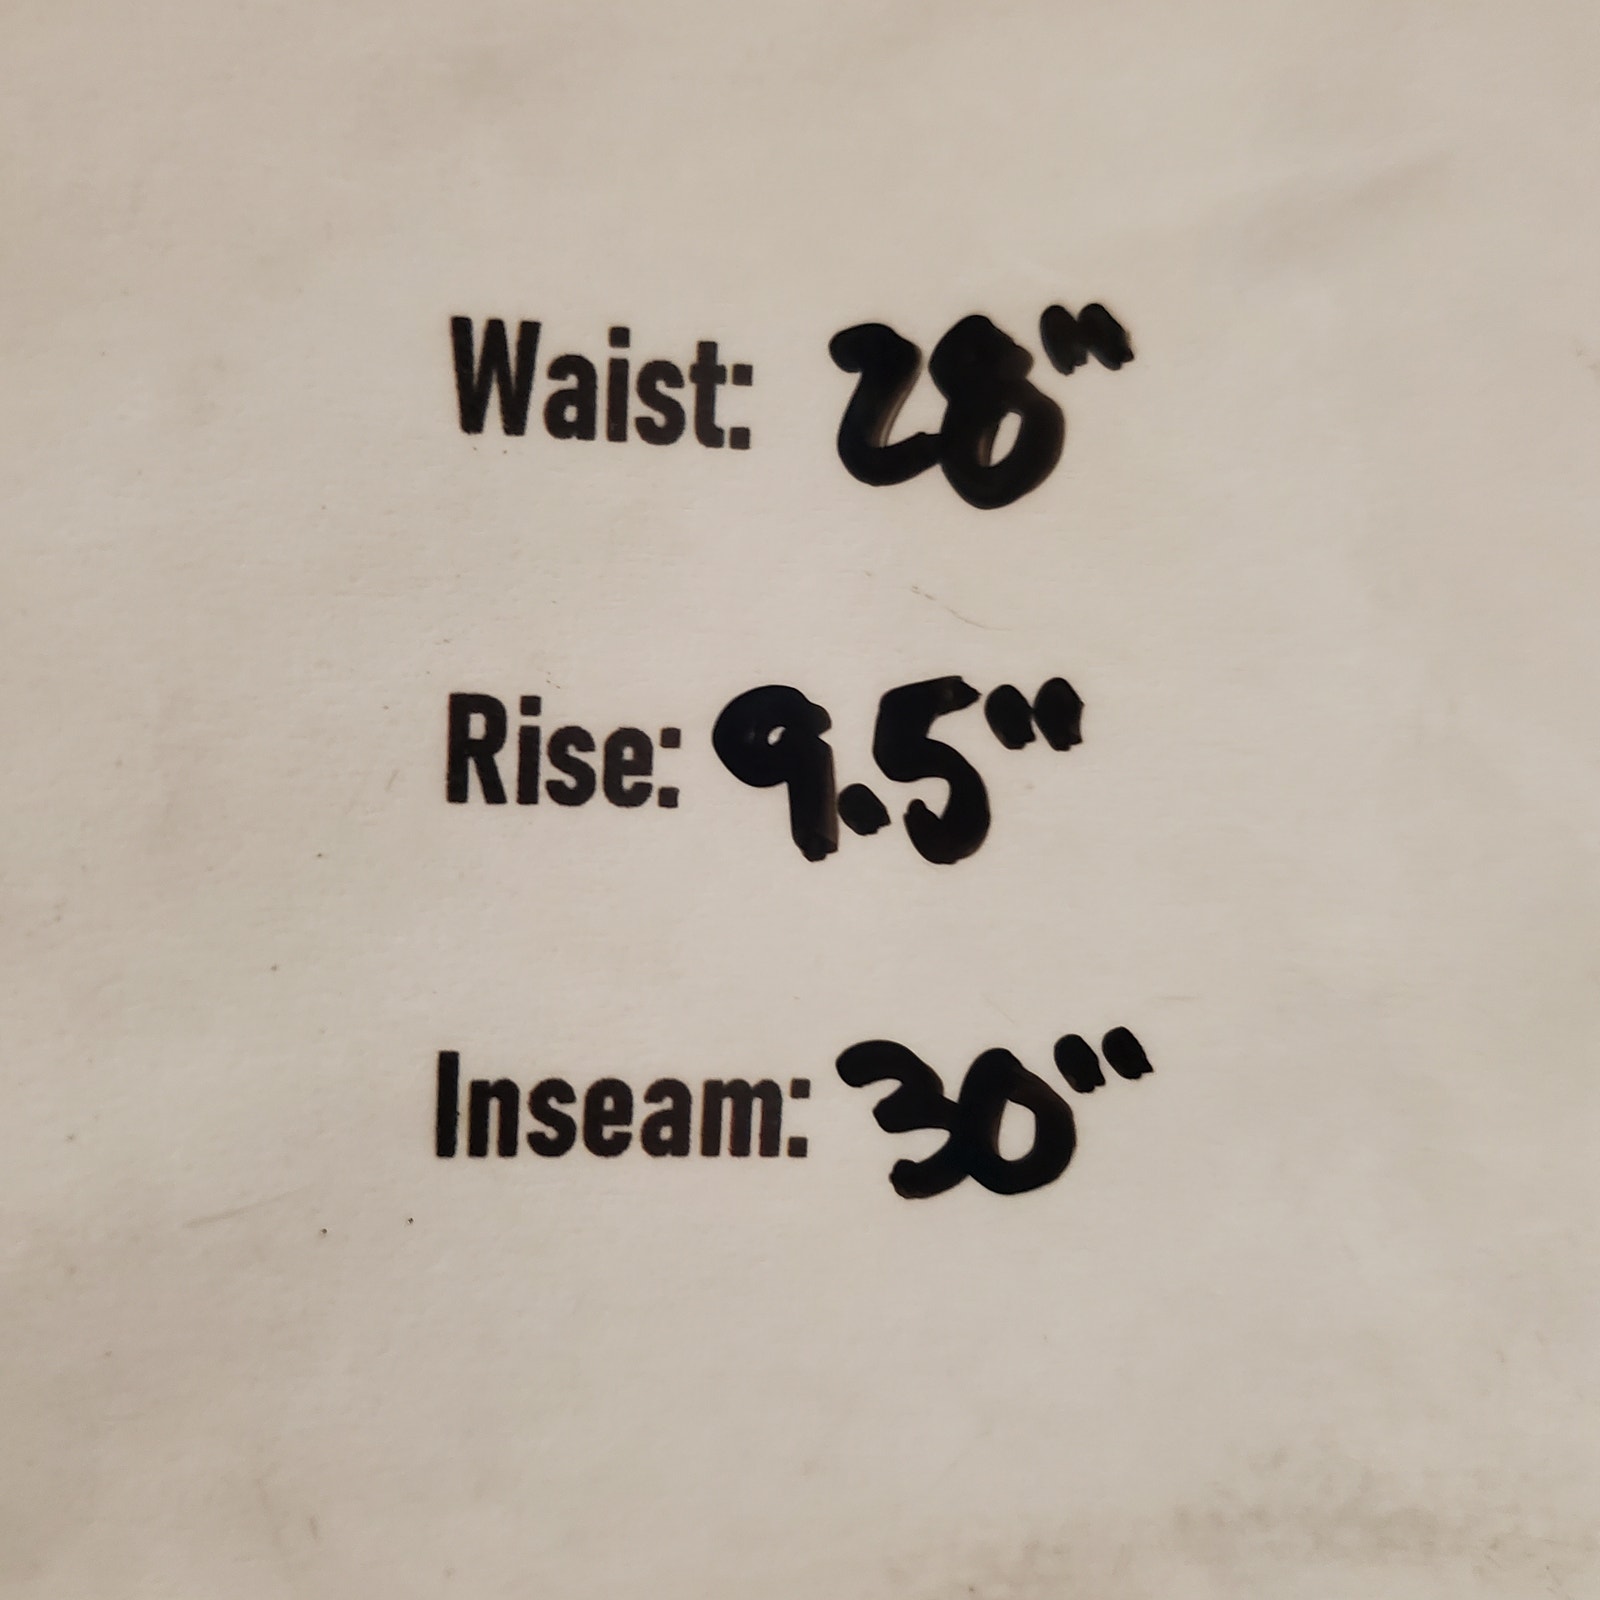 Waist: 28"
Rise: 9.5"
Inseam: 30"